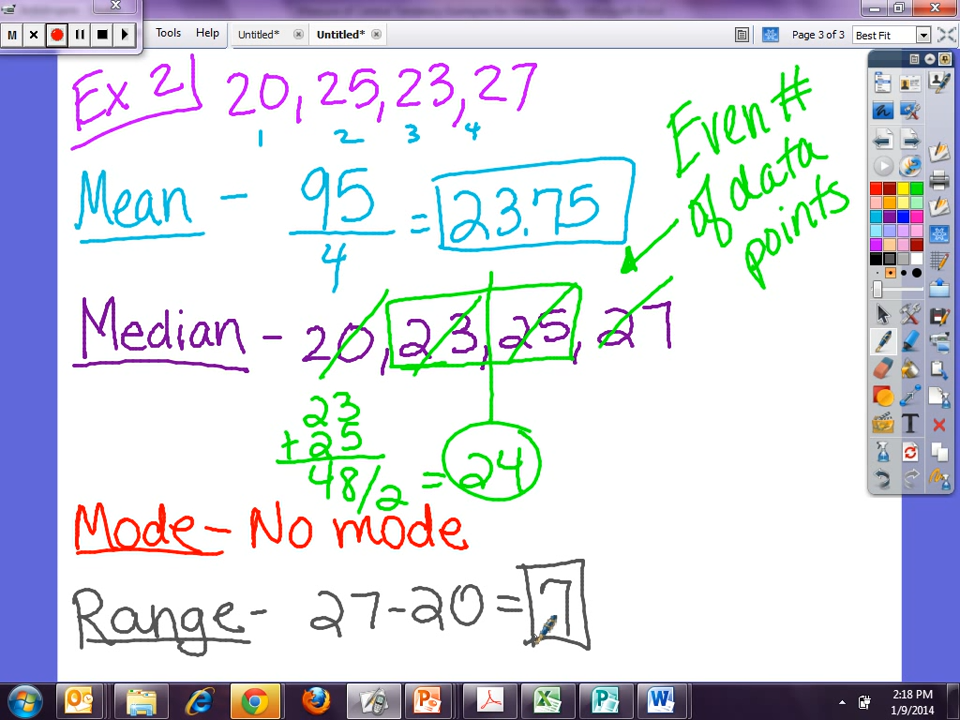 M
Tools Help Untitled* Untitled* Page 3 of 3 Best Fit
Ex 2 20, 25, 23, 27
1 2 3 4
Even #
of data
points
Mean - 95/4 = 23.75
Median - 20, 23, 25, 27
23
+25
48/2 = 24
Mode - No mode
Range - 27-20 = 7
T
2:18 PM
1/9/2014